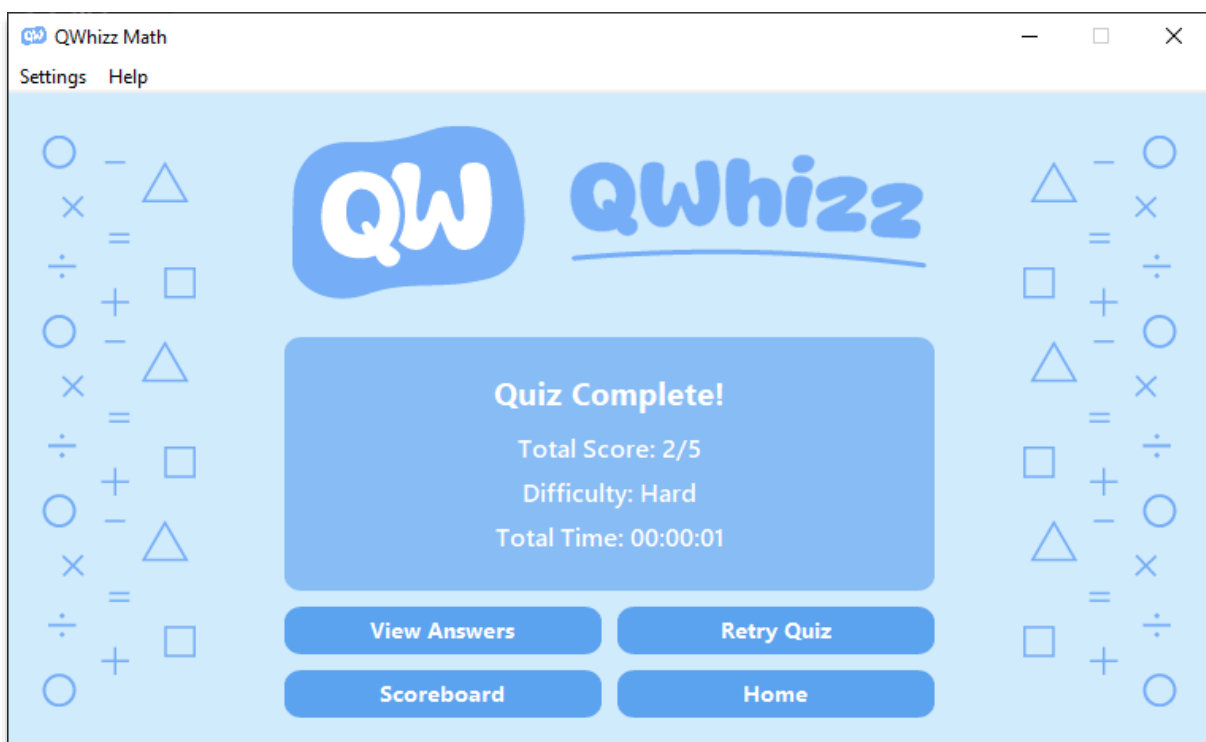 QW QWhizz Math
Settings Help
QW QWhizz
Quiz Complete!
Total Score: 2/5
Difficulty: Hard
Total Time: 00:00:01
View Answers Retry Quiz
Scoreboard Home